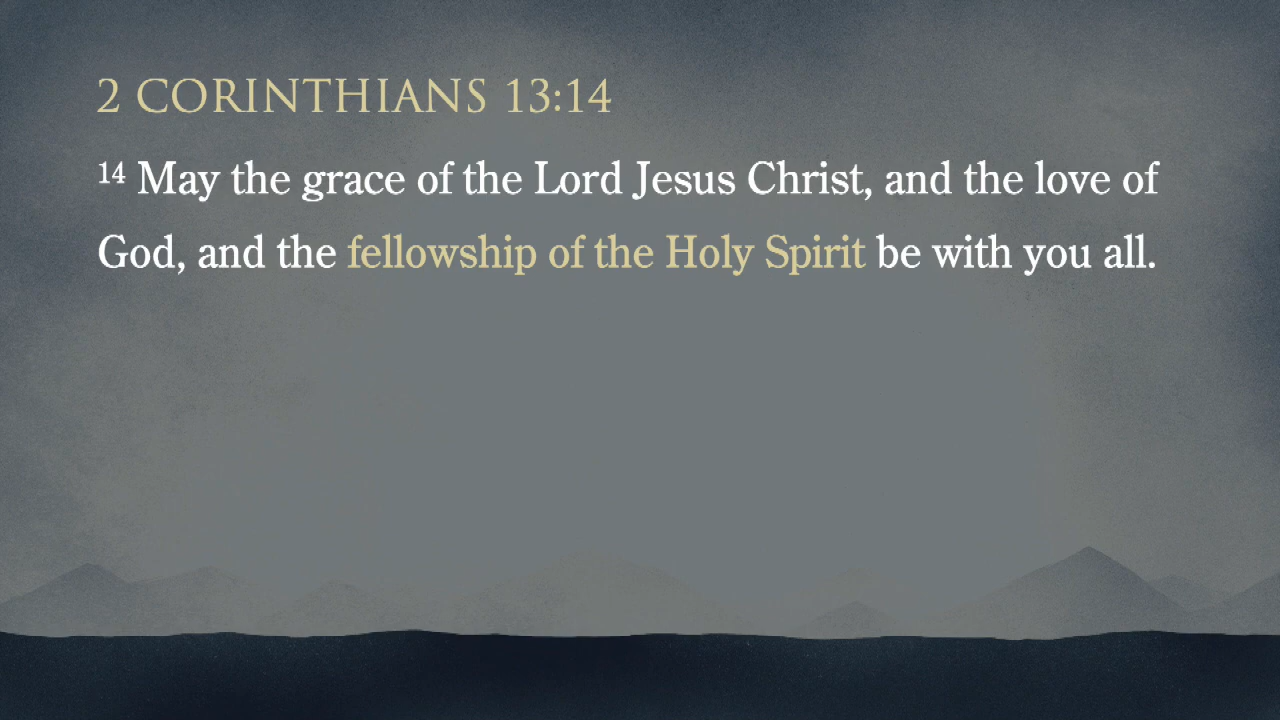 2 CORINTHIANS 13:14
14 May the grace of the Lord Jesus Christ, and the love of
God, and the fellowship of the Holy Spirit be with you all.